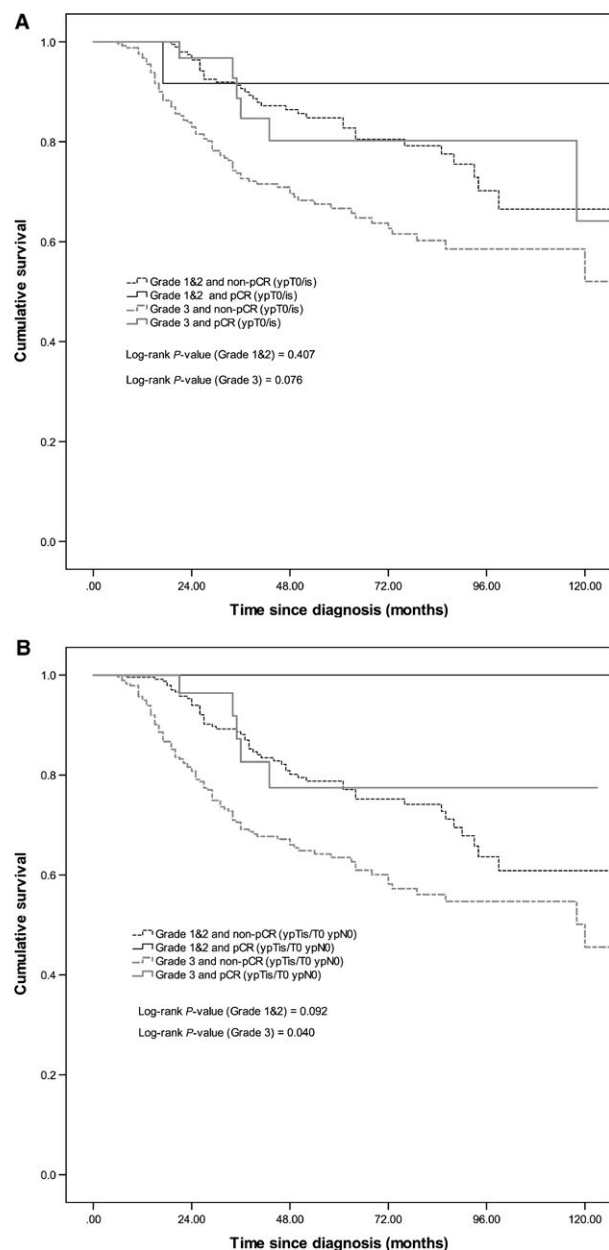 A
1.0
0.8
0.6
0.4
0.2
0.0
Cumulative survival
Grade 1&2 and non-pCR (ypT0/is)
Grade 1&2 and pCR (ypT0/is)
Grade 3 and non-pCR (ypT0/is)
Grade 3 and pCR (ypT0/is)
Log-rank P-value (Grade 1&2) = 0.407
Log-rank P-value (Grade 3) = 0.076
.00 24.00 48.00 72.00 96.00 120.00
Time since diagnosis (months)
B
1.0
0.8
0.6
0.4
0.2
0.0
Cumulative survival
Grade 1&2 and non-pCR (ypTis/T0 ypN0)
Grade 1&2 and pCR (ypTis/T0 ypN0)
Grade 3 and non-pCR (ypTis/T0 ypN0)
Grade 3 and pCR (ypTis/T0 ypN0)
Log-rank P-value (Grade 1&2) = 0.092
Log-rank P-value (Grade 3) = 0.040
.00 24.00 48.00 72.00 96.00 120.00
Time since diagnosis (months)